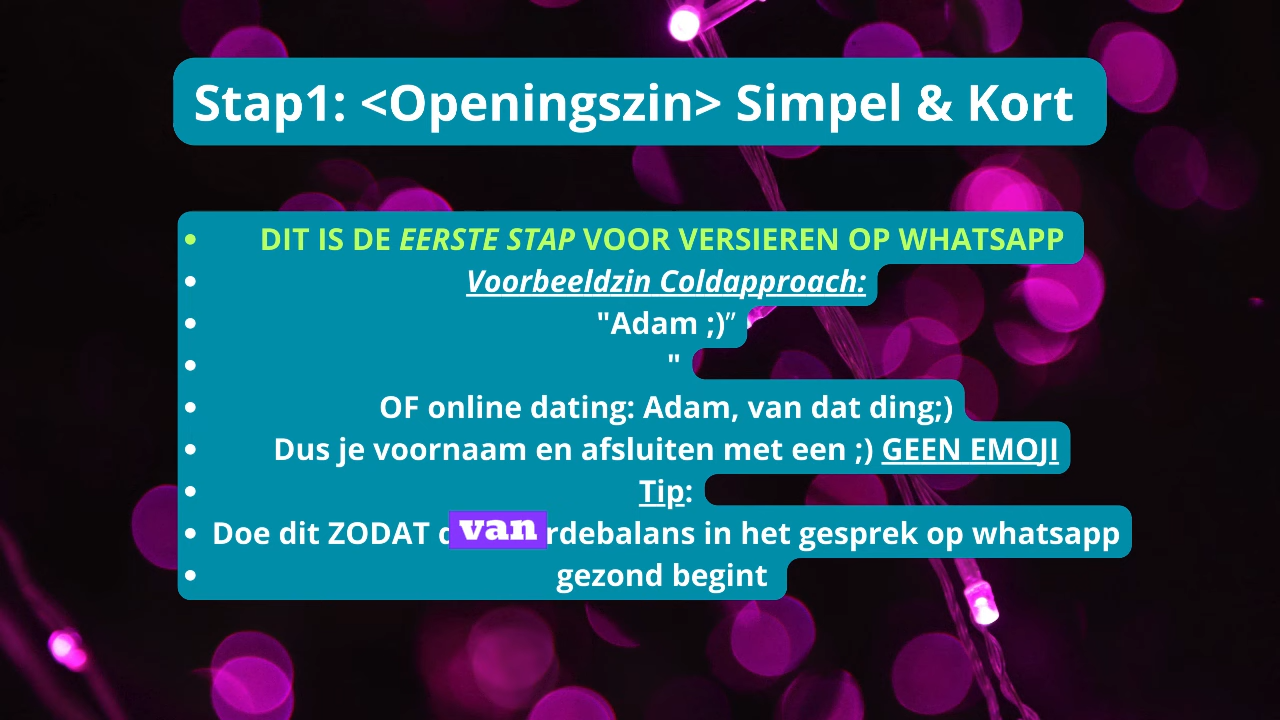 Stap1: <Openingszin> Simpel & Kort
• DIT IS DE EERSTE STAP VOOR VERSIEREN OP WHATSAPP
• Voorbeeldzin Coldapproach:
• "Adam ;)”
• "
• OF online dating: Adam, van dat ding;)
• Dus je voornaam en afsluiten met een ;) GEEN EMOJI
• Tip:
• Doe dit ZODAT van in het gesprek op whatsapp
• gezond begint